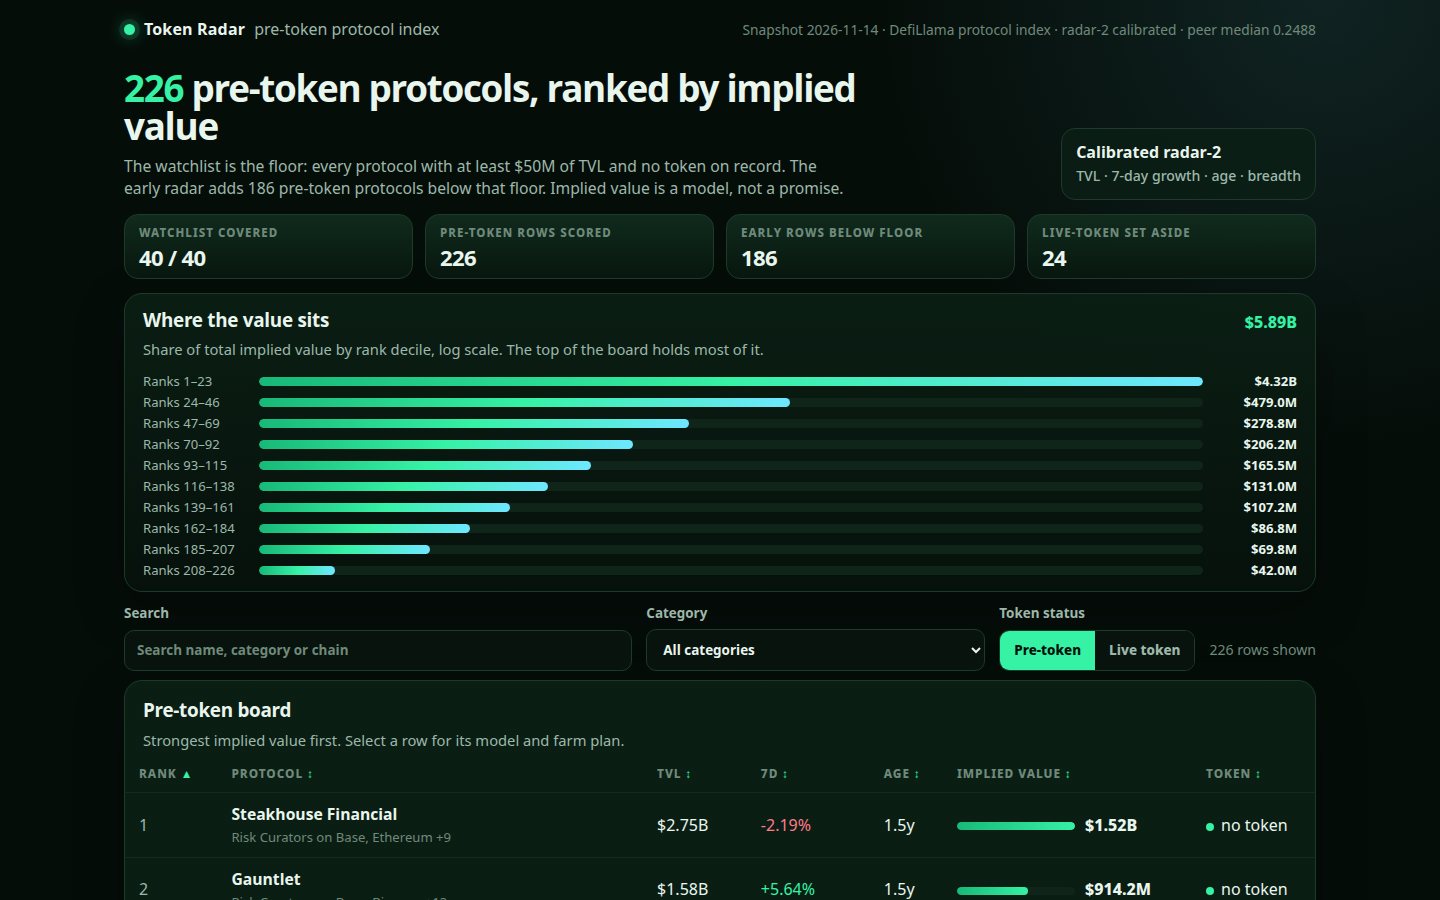 Token Radar pre-token protocol index
Snapshot 2026-11-14 · DefiLlama protocol index · radar-2 calibrated · peer median 0.2488
226 pre-token protocols, ranked by implied
value
The watchlist is the floor: every protocol with at least $50M of TVL and no token on record. The
early radar adds 186 pre-token protocols below that floor. Implied value is a model, not a promise.
Calibrated radar-2
TVL · 7-day growth · age · breadth
WATCHLIST COVERED
40 / 40
PRE-TOKEN ROWS SCORED
226
EARLY ROWS BELOW FLOOR
186
LIVE-TOKEN SET ASIDE
24
Where the value sits
$5.89B
Share of total implied value by rank decile, log scale. The top of the board holds most of it.
Ranks 1–23 $4.32B
Ranks 24–46 $479.0M
Ranks 47–69 $278.8M
Ranks 70–92 $206.2M
Ranks 93–115 $165.5M
Ranks 116–138 $131.0M
Ranks 139–161 $107.2M
Ranks 162–184 $86.8M
Ranks 185–207 $69.8M
Ranks 208–226 $42.0M
Search
Search name, category or chain
Category
All categories
Token status
Pre-token Live token
226 rows shown
Pre-token board
Strongest implied value first. Select a row for its model and farm plan.
RANK ▲ PROTOCOL ↕ TVL ↕ 7D ↕ AGE ↕ IMPLIED VALUE ↕ TOKEN ↕
1 Steakhouse Financial $2.75B -2.19% 1.5y $1.52B no token
Risk Curators on Base, Ethereum +9
2 Gauntlet $1.58B +5.64% 1.5y $914.2M no token